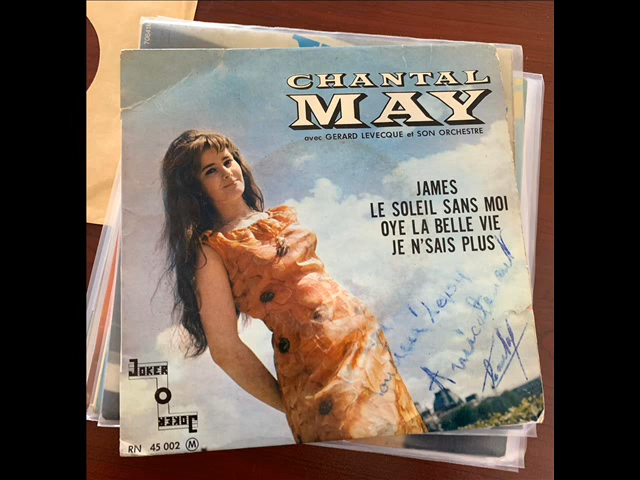 CHANTAL
MAY
avec GERARD LEVECQUE et SON ORCHESTRE
JAMES
LE SOLEIL SANS MOI
OYE LA BELLE VIE
JE N'SAIS PLUS
Amicalement
JOKER
JOKER
RN 45 002 M